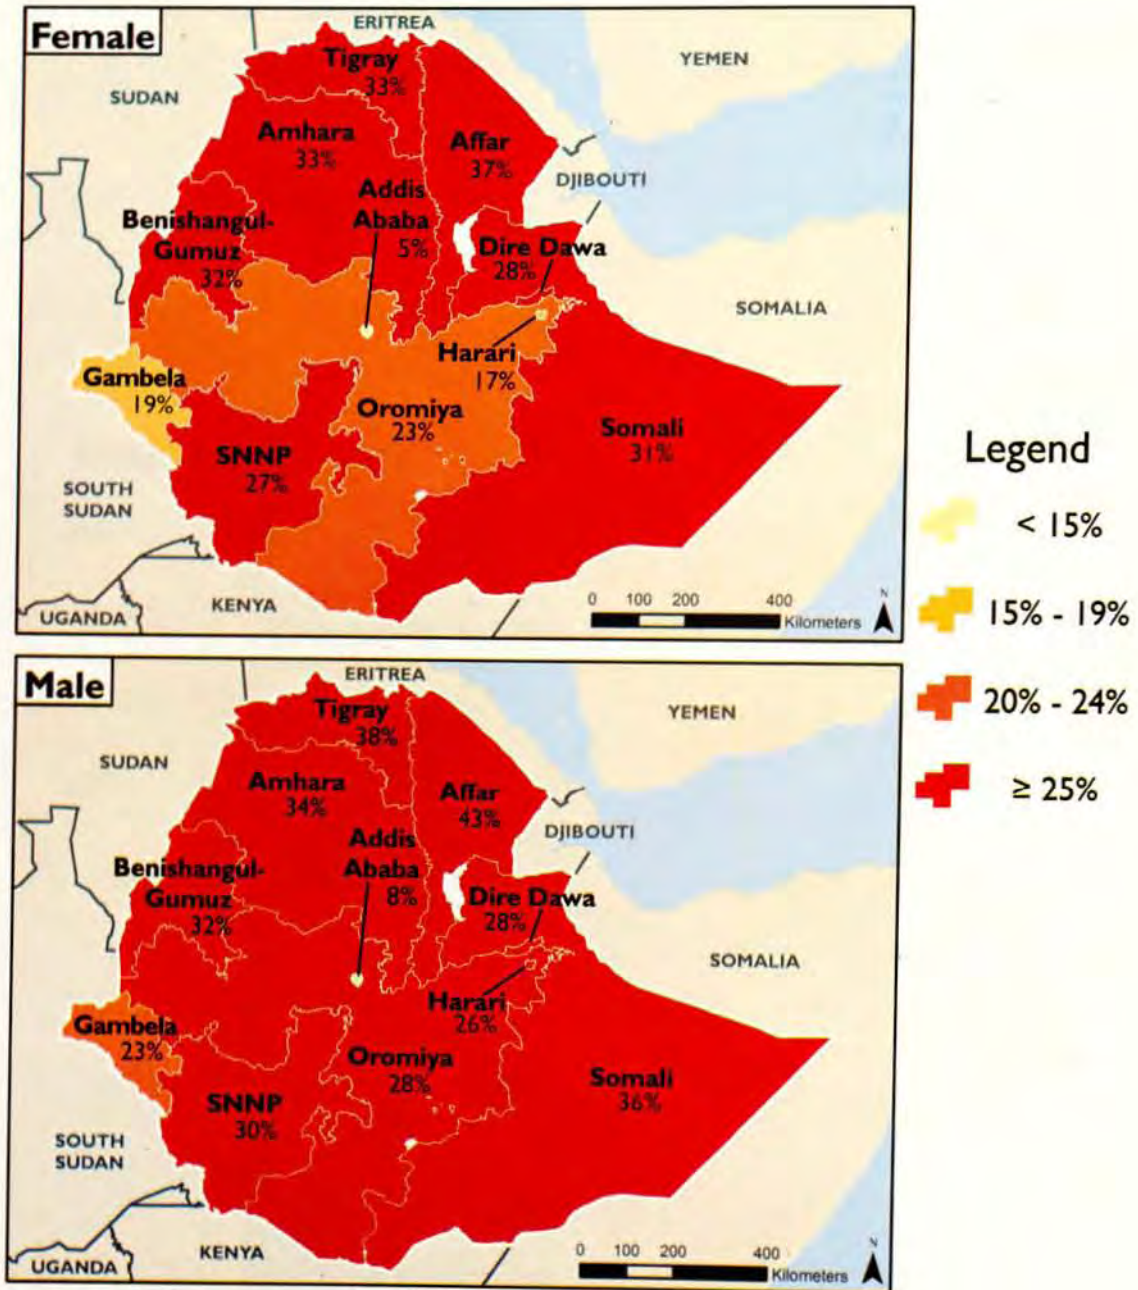 Female
ERITREA
YEMEN
SUDAN
Tigray
33%
Amhara
33%
Affar
37%
DJIBOUTI
Addis
Ababa
5%
Benishangul-
Gumuz
32%
Dire Dawa
28%
SOMALIA
Harari
17%
Gambela
19%
Oromiya
23%
Somali
31%
SNNP
27%
SOUTH
SUDAN
UGANDA
KENYA
0 100 200 400
Kilometers
N
Legend
< 15%
15% - 19%
20% - 24%
≥ 25%
Male
ERITREA
YEMEN
SUDAN
Tigray
38%
Amhara
34%
Affar
43%
DJIBOUTI
Addis
Ababa
8%
Benishangul-
Gumuz
32%
Dire Dawa
28%
SOMALIA
Harari
26%
Gambela
23%
Oromiya
28%
Somali
36%
SNNP
30%
SOUTH
SUDAN
UGANDA
KENYA
0 100 200 400
Kilometers
N